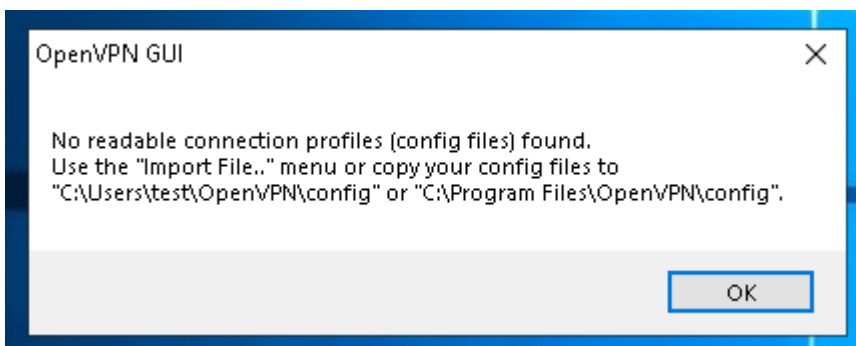 OpenVPN GUI
No readable connection profiles (config files) found.
Use the "Import File.." menu or copy your config files to
"C:\Users\test\OpenVPN\config" or "C:\Program Files\OpenVPN\config".
OK